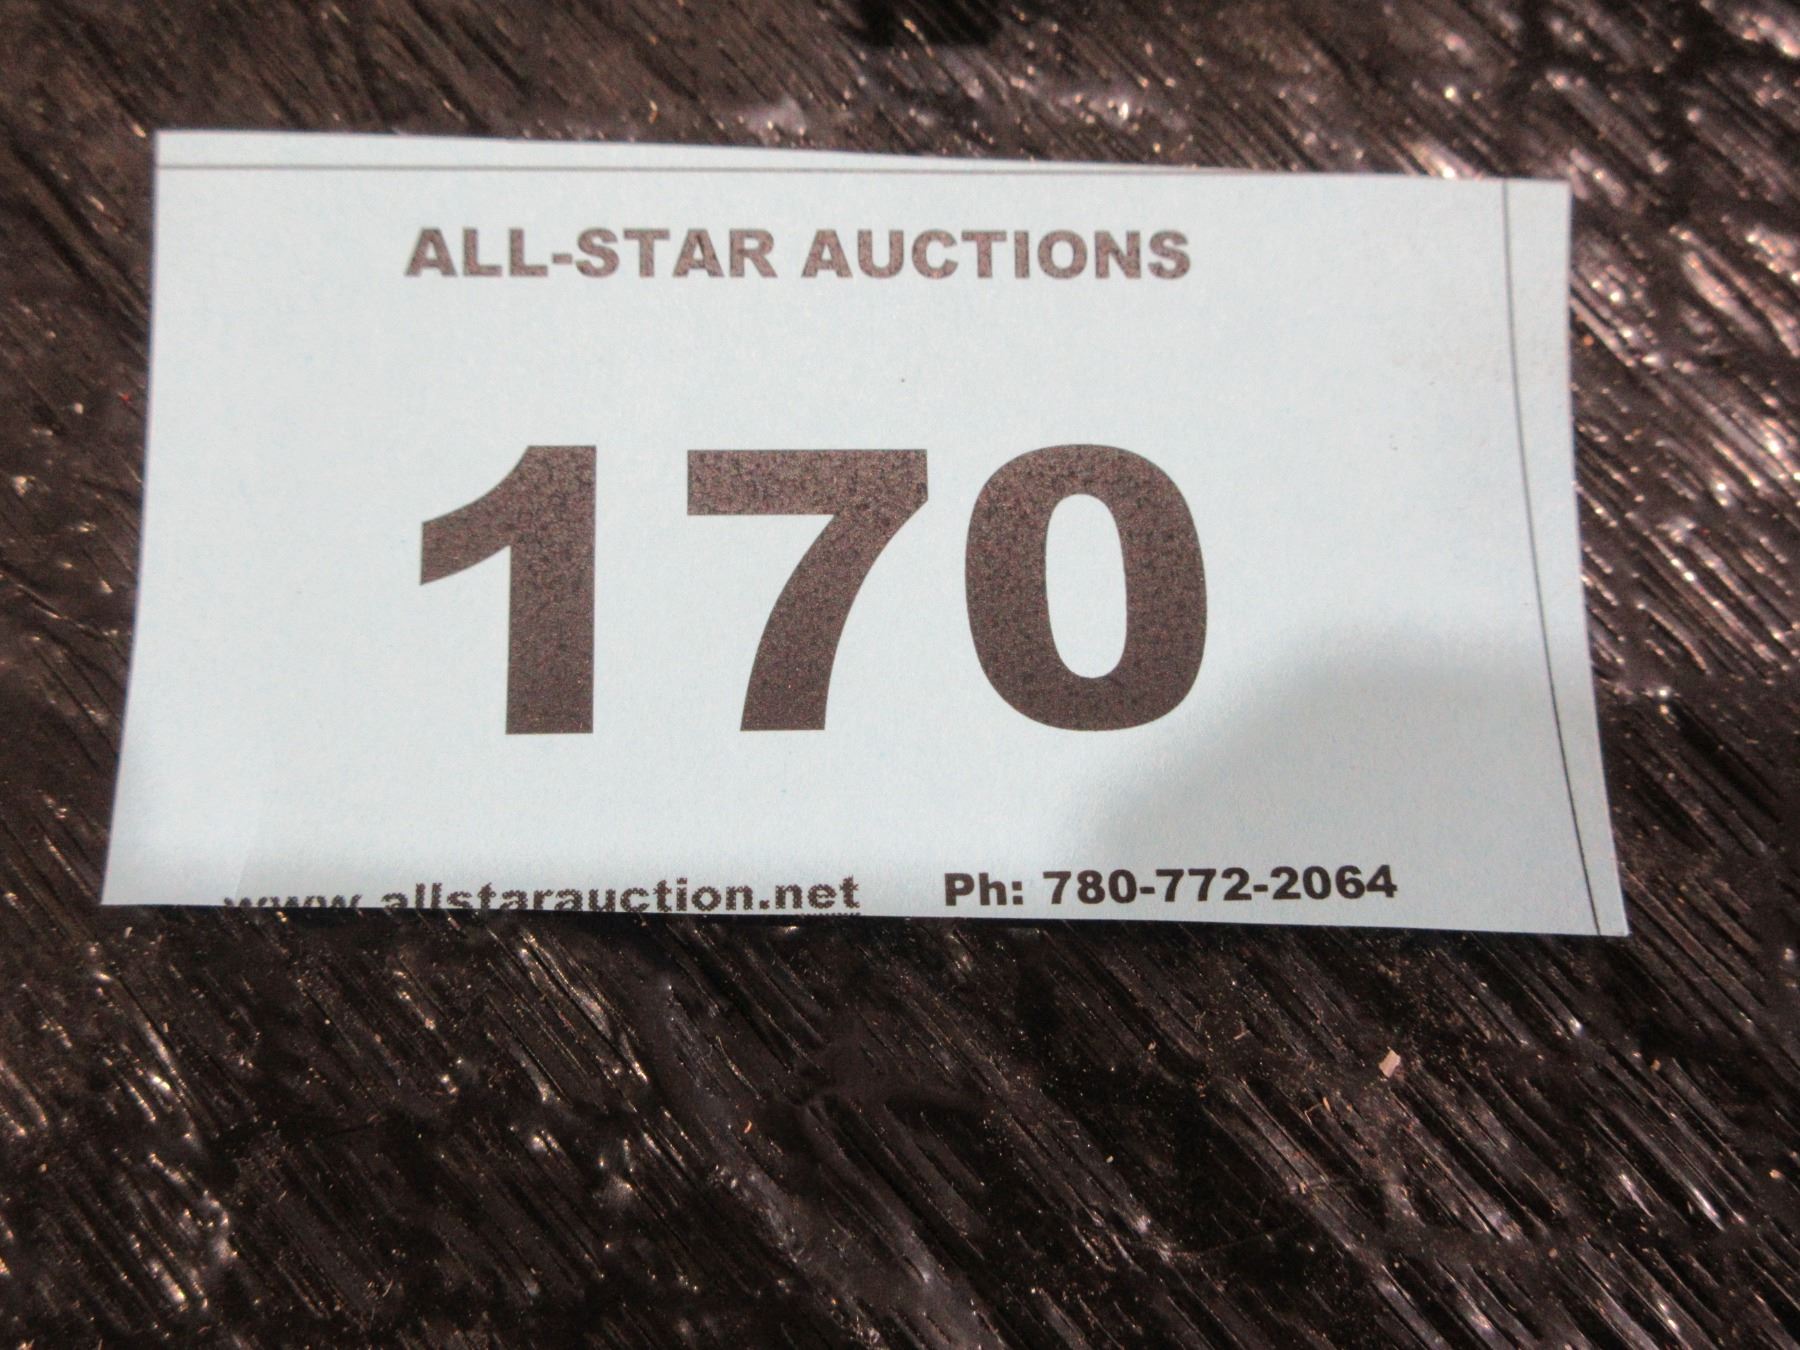 ALL-STAR AUCTIONS
170
www.allstarauction.net Ph: 780-772-2064